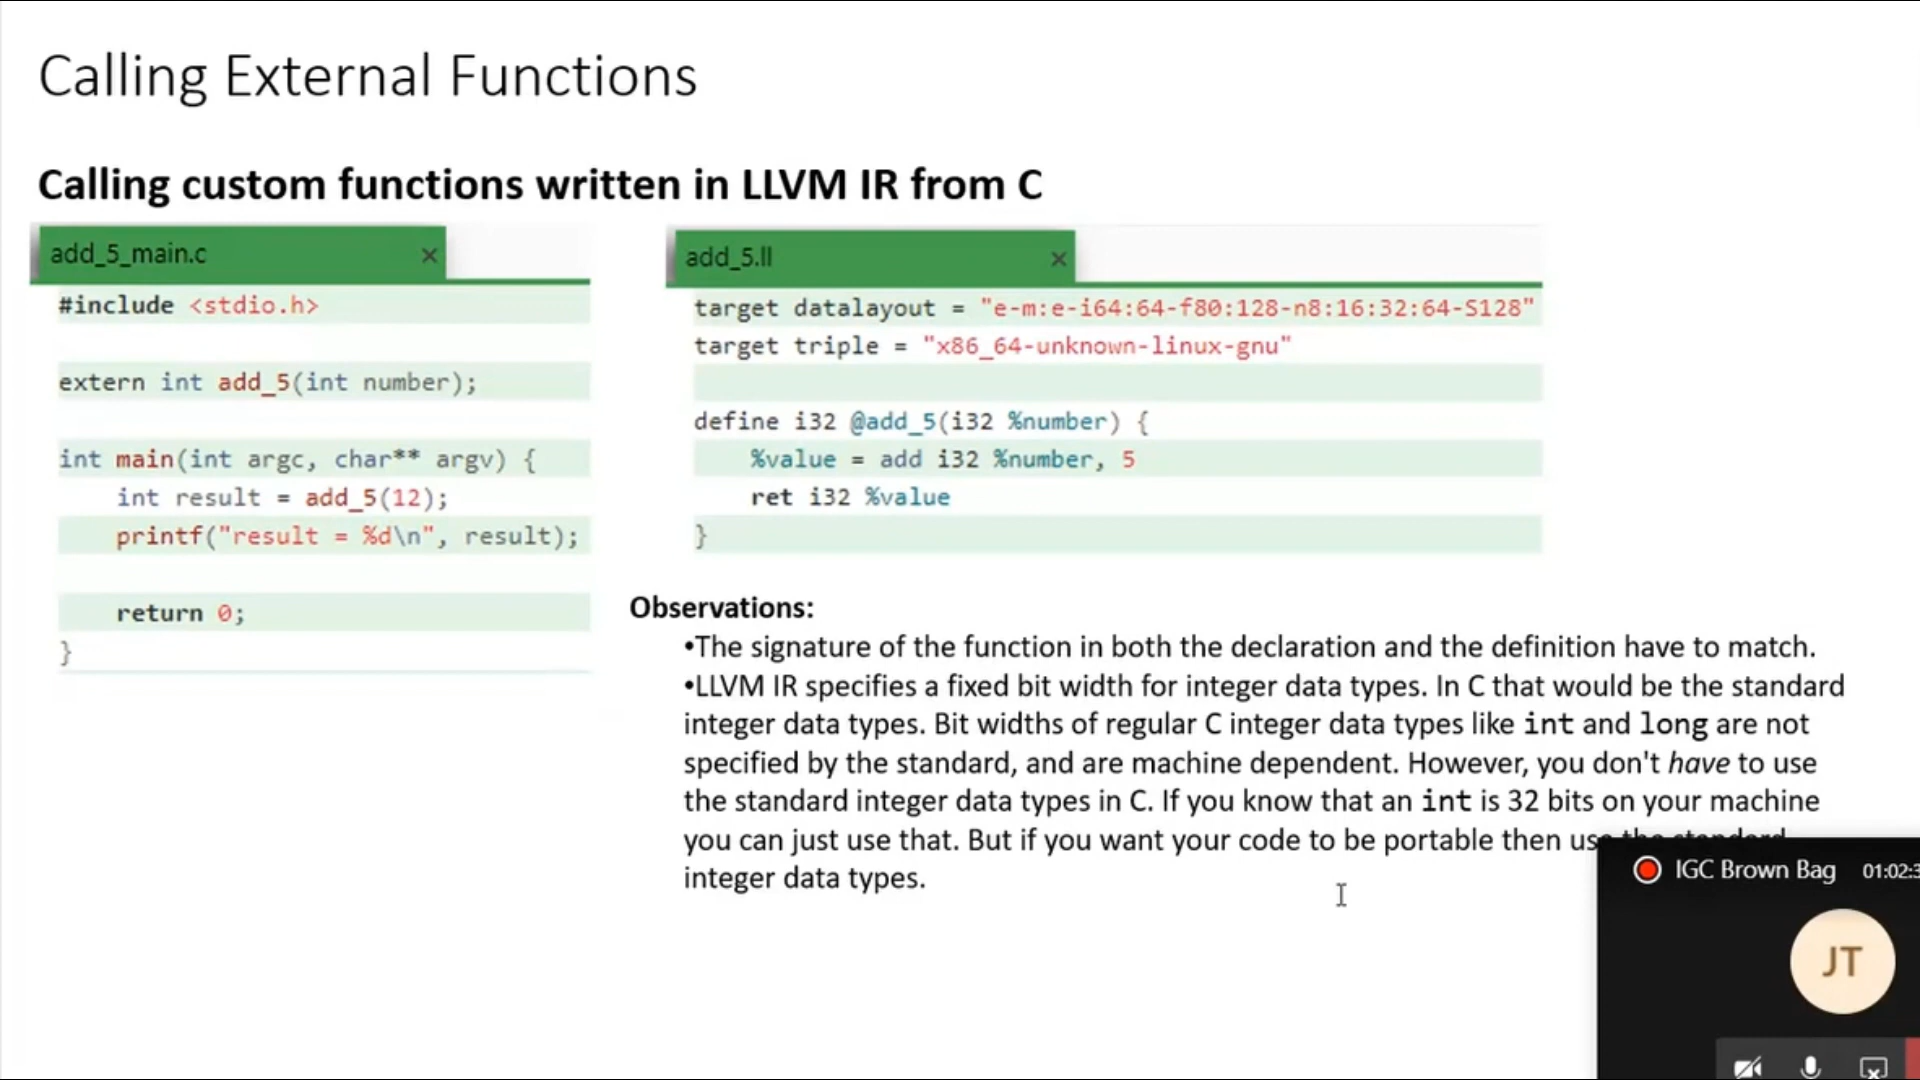 Calling External Functions
Calling custom functions written in LLVM IR from C
add_5_main.c ×
#include <stdio.h>
extern int add_5(int number);
int main(int argc, char** argv) {
    int result = add_5(12);
    printf("result = %d\n", result);
    return 0;
}
add_5.ll ×
target datalayout = "e-m:e-i64:64-f80:128-n8:16:32:64-S128"
target triple = "x86_64-unknown-linux-gnu"
define i32 @add_5(i32 %number) {
    %value = add i32 %number, 5
    ret i32 %value
}
Observations:
•The signature of the function in both the declaration and the definition have to match.
•LLVM IR specifies a fixed bit width for integer data types. In C that would be the standard
integer data types. Bit widths of regular C integer data types like int and long are not
specified by the standard, and are machine dependent. However, you don't have to use
the standard integer data types in C. If you know that an int is 32 bits on your machine
you can just use that. But if you want your code to be portable then use the standard
integer data types.
IGC Brown Bag 01:02:3
JT